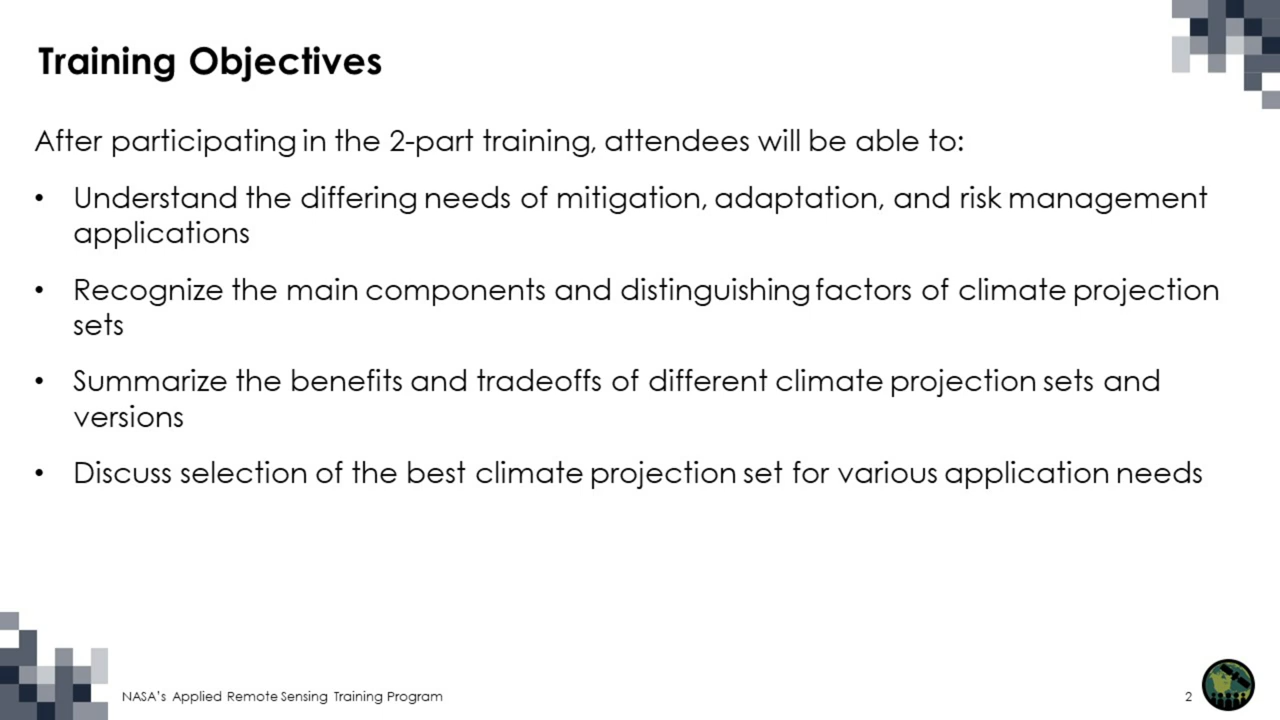 Training Objectives
After participating in the 2-part training, attendees will be able to:
• Understand the differing needs of mitigation, adaptation, and risk management
applications
• Recognize the main components and distinguishing factors of climate projection
sets
• Summarize the benefits and tradeoffs of different climate projection sets and
versions
• Discuss selection of the best climate projection set for various application needs
NASA's Applied Remote Sensing Training Program
2